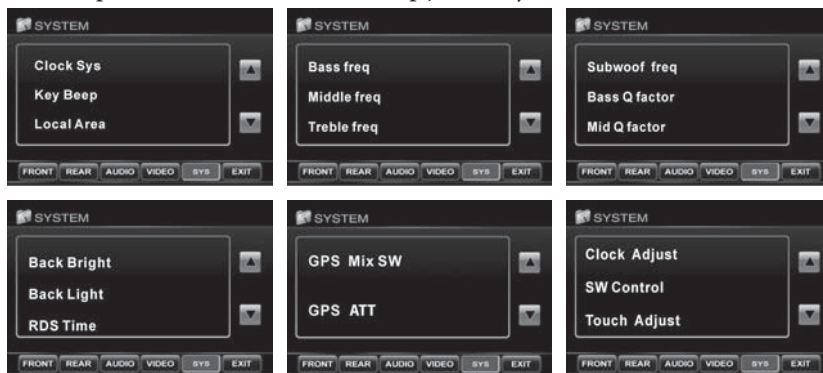 SYSTEM
Clock Sys
Key Beep
Local Area
FRONT REAR AUDIO VIDEO SYS EXIT
SYSTEM
Bass freq
Middle freq
Treble freq
FRONT REAR AUDIO VIDEO SYS EXIT
SYSTEM
Subwoof freq
Bass Q factor
Mid Q factor
FRONT REAR AUDIO VIDEO SYS EXIT
SYSTEM
Back Bright
Back Light
RDS Time
FRONT REAR AUDIO VIDEO SYS EXIT
SYSTEM
GPS Mix SW
GPS ATT
FRONT REAR AUDIO VIDEO SYS EXIT
SYSTEM
Clock Adjust
SW Control
Touch Adjust
FRONT REAR AUDIO VIDEO SYS EXIT